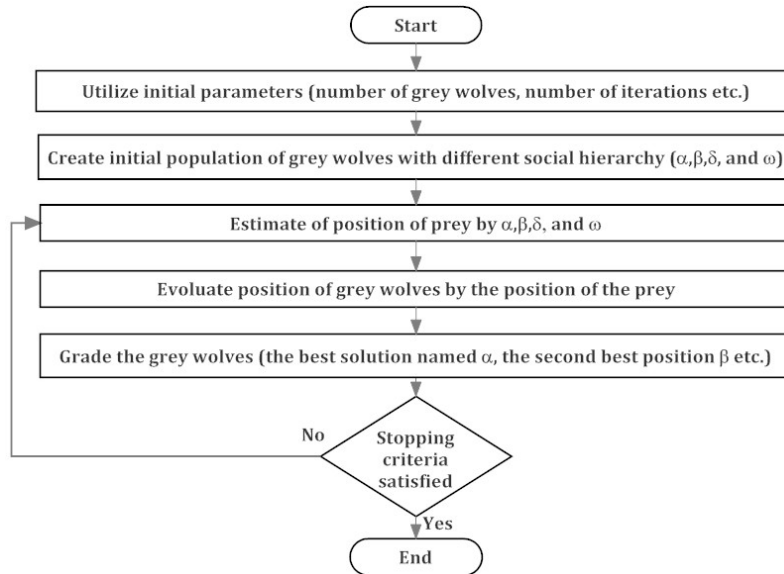 Start
Utilize initial parameters (number of grey wolves, number of iterations etc.)
Create initial population of grey wolves with different social hierarchy (α,β,δ, and ω)
Estimate of position of prey by α,β,δ, and ω
Evoluate position of grey wolves by the position of the prey
Grade the grey wolves (the best solution named α, the second best position β etc.)
No
Stopping
criteria
satisfied
Yes
End